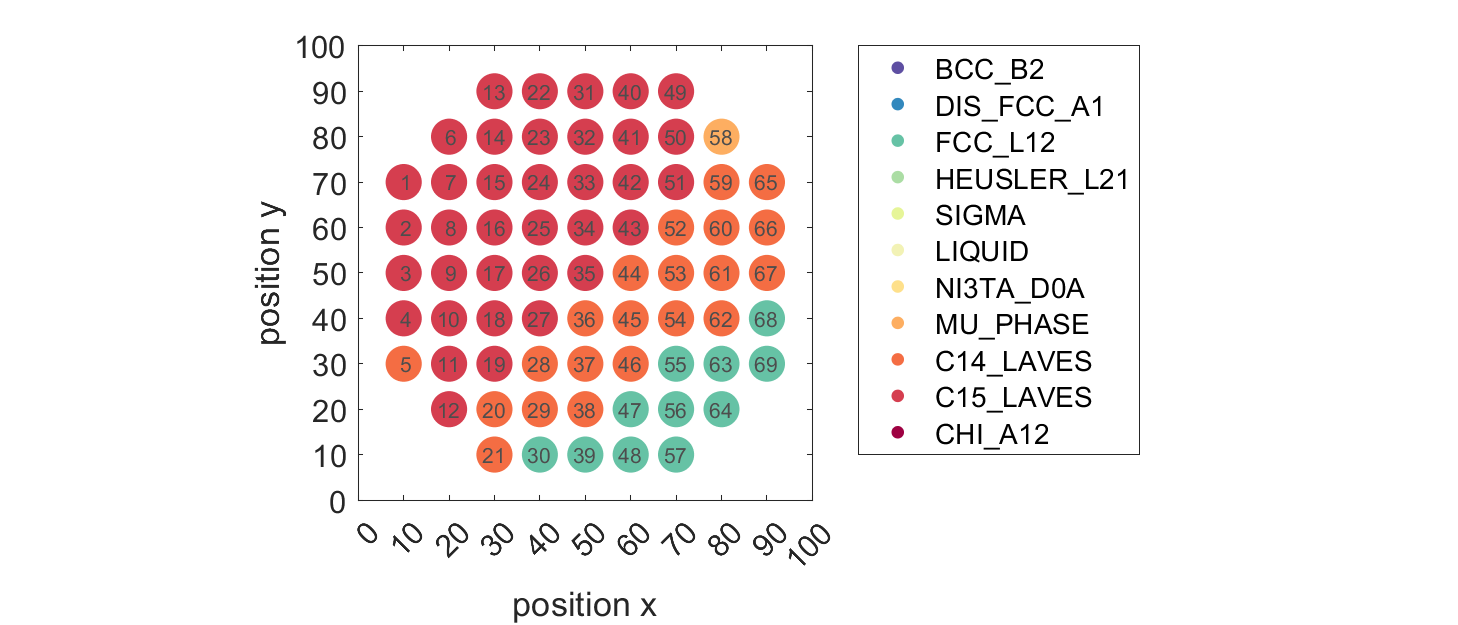 100
90
80
70
60
50
40
30
20
10
0
position y
13 22 31 40 49
6 14 23 32 41 50 58
1 7 15 24 33 42 51 59 65
2 8 16 25 34 43 52 60 66
3 9 17 26 35 44 53 61 67
4 10 18 27 36 45 54 62 68
5 11 19 28 37 46 55 63 69
12 20 29 38 47 56 64
21 30 39 48 57
0 10 20 30 40 50 60 70 80 90 100
position x
BCC_B2
DIS_FCC_A1
FCC_L12
HEUSLER_L21
SIGMA
LIQUID
NI3TA_D0A
MU_PHASE
C14_LAVES
C15_LAVES
CHI_A12